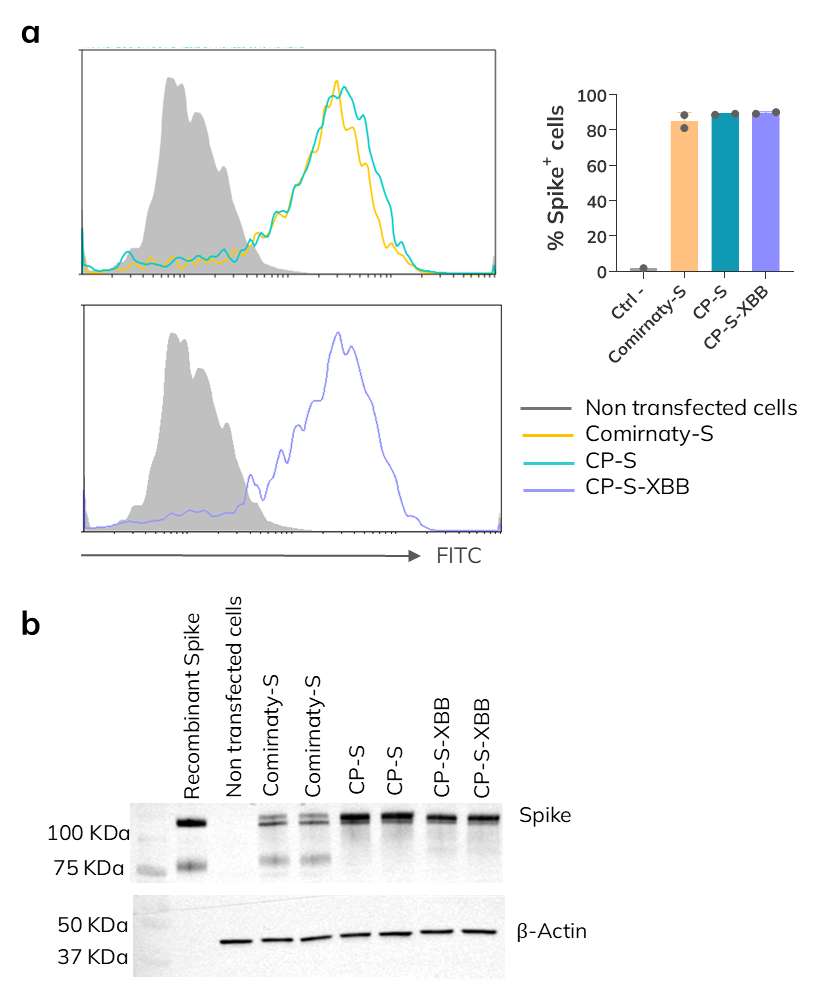 a
% Spike+ cells
100
80
60
40
20
0
Ctrl -
Comirnaty-S
CP-S
CP-S-XBB
Non transfected cells
Comirnaty-S
CP-S
CP-S-XBB
FITC
b
Recombinant Spike
Non transfected cells
Comirnaty-S
Comirnaty-S
CP-S
CP-S
CP-S-XBB
CP-S-XBB
Spike
100 KDa
75 KDa
50 KDa
37 KDa
β-Actin